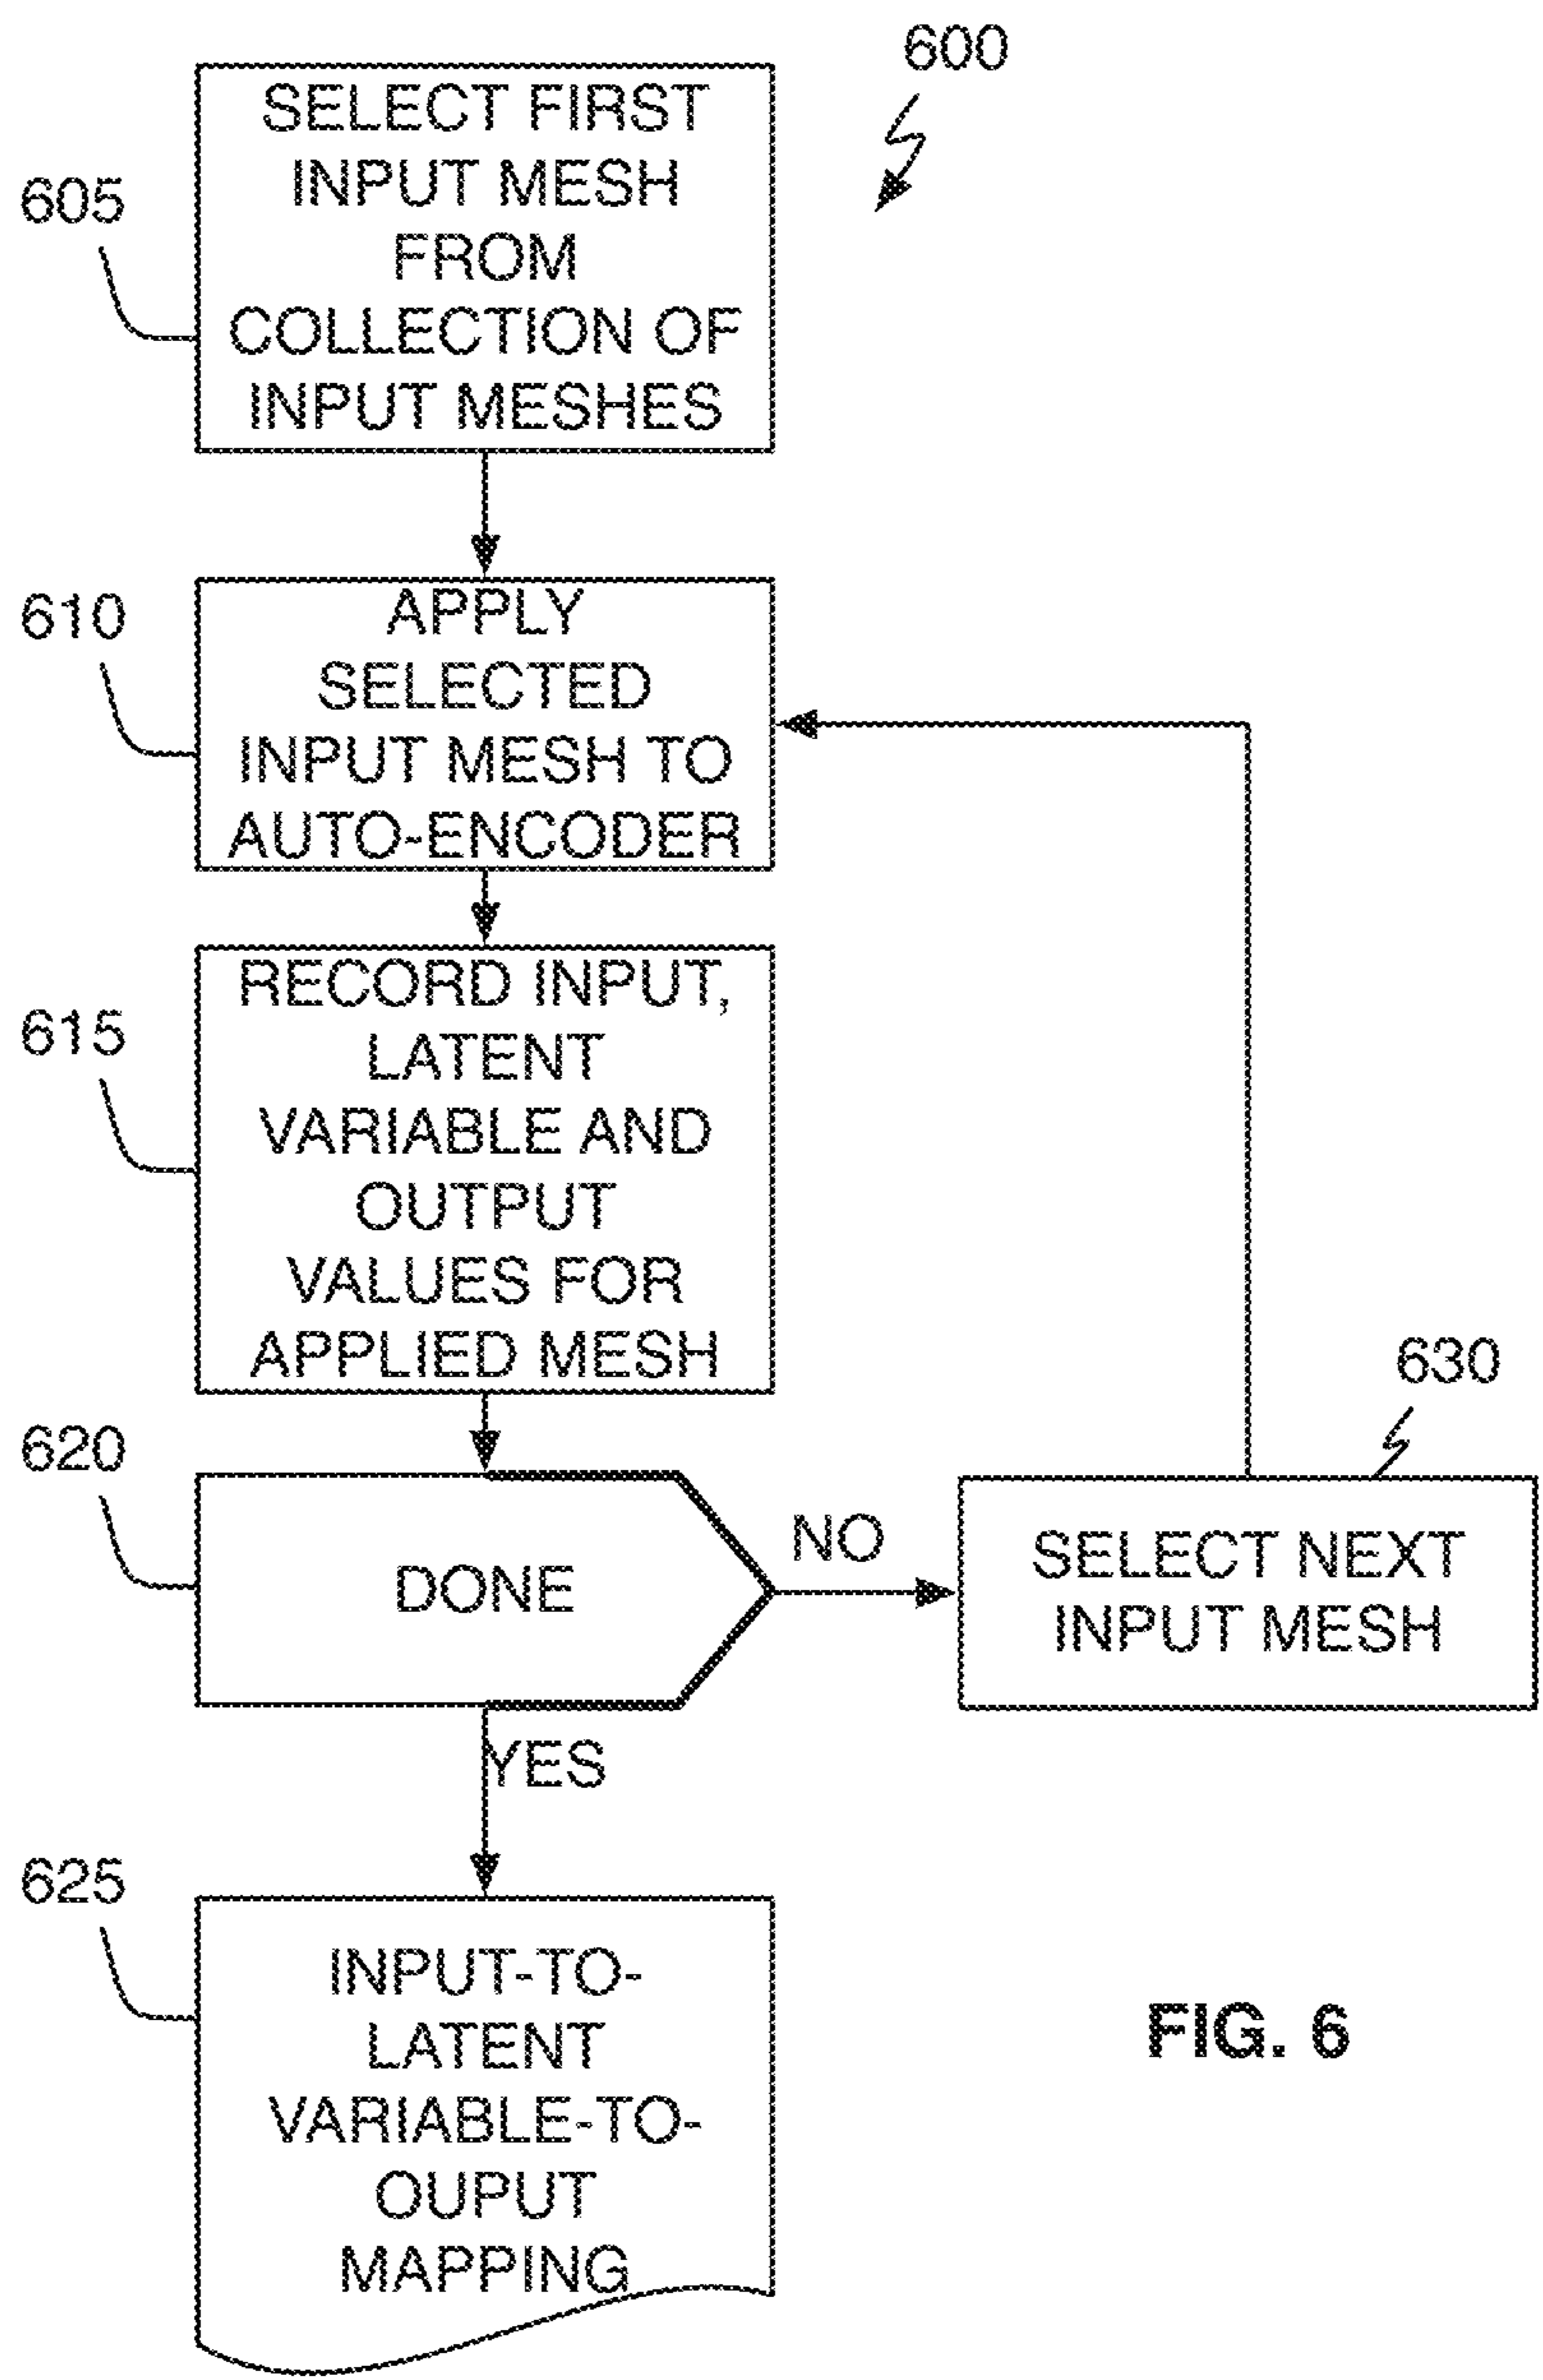 600
605
SELECT FIRST
INPUT MESH
FROM
COLLECTION OF
INPUT MESHES
610
APPLY
SELECTED
INPUT MESH TO
AUTO-ENCODER
615
RECORD INPUT,
LATENT
VARIABLE AND
OUTPUT
VALUES FOR
APPLIED MESH
620
DONE
NO
630
SELECT NEXT
INPUT MESH
YES
625
INPUT-TO-
LATENT
VARIABLE-TO-
OUPUT
MAPPING
FIG. 6